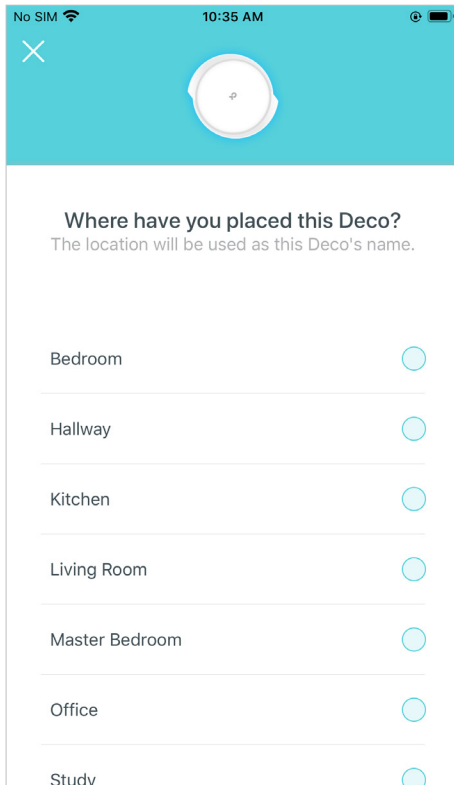 No SIM 10:35 AM
Where have you placed this Deco?
The location will be used as this Deco's name.
Bedroom
Hallway
Kitchen
Living Room
Master Bedroom
Office
Study